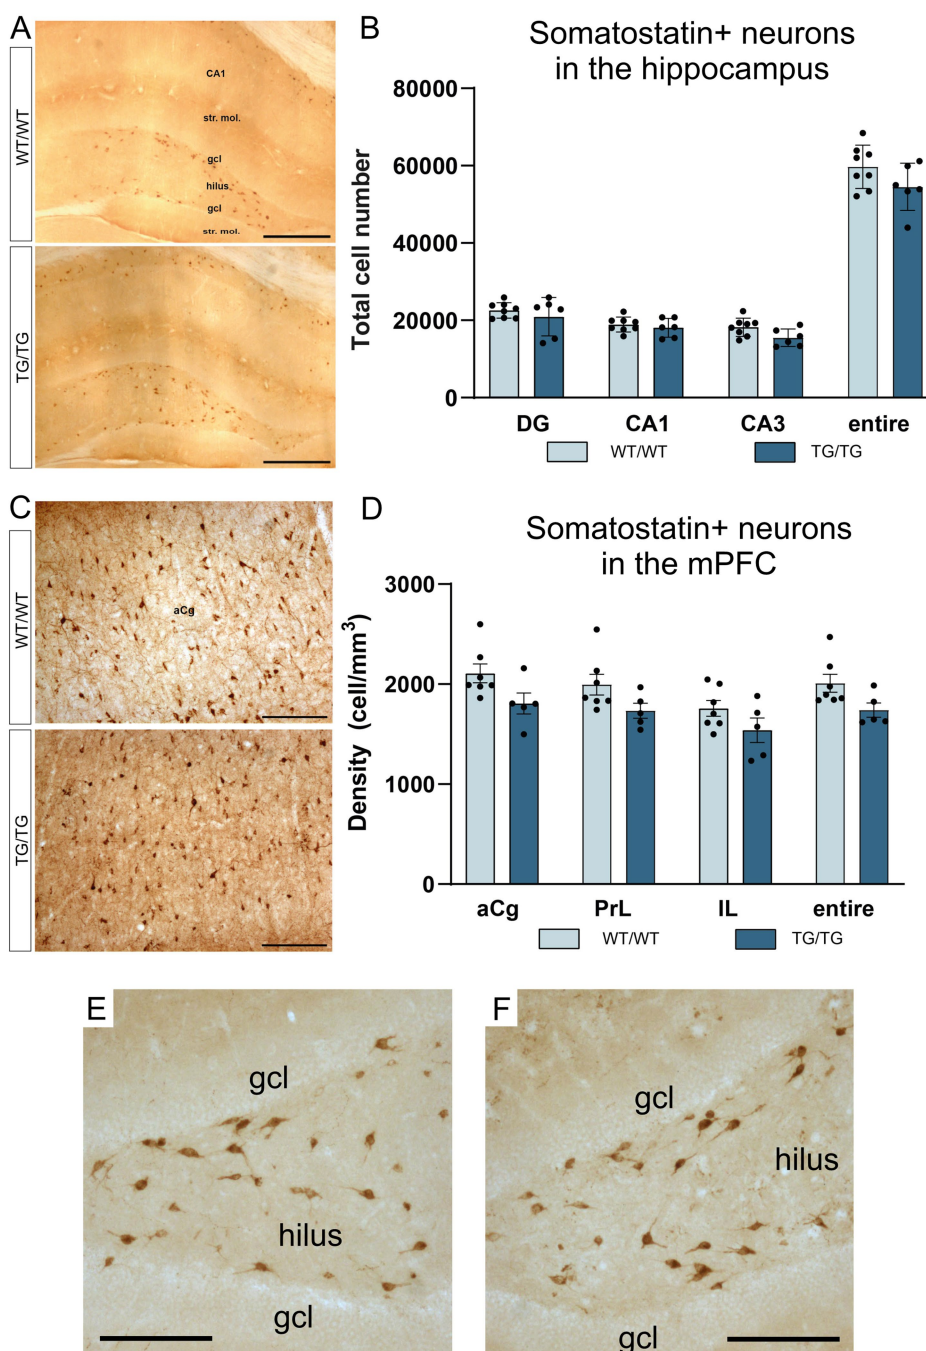 A
WT/WT
CA1
str. mol.
gcl
hilus
gcl
str. mol.
TG/TG
B
Somatostatin+ neurons
in the hippocampus
Total cell number
80000
60000
40000
20000
0
DG CA1 CA3 entire
WT/WT TG/TG
C
WT/WT
aCg
TG/TG
D
Somatostatin+ neurons
in the mPFC
Density (cell/mm³)
3000
2000
1000
0
aCg PrL IL entire
WT/WT TG/TG
E
gcl
hilus
gcl
F
gcl
hilus
gcl